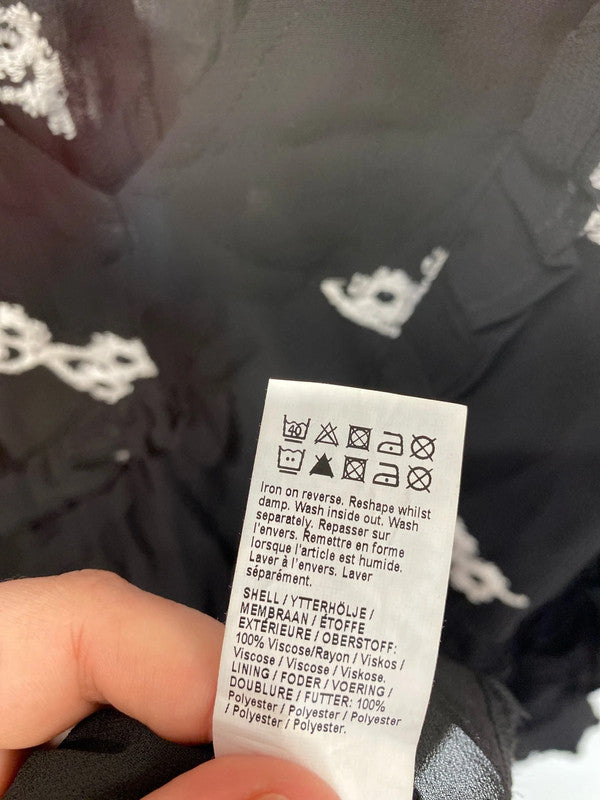 40
Iron on reverse. Reshape whilst
damp. Wash inside out. Wash
separately. Repasser sur
l'envers. Remettre en forme
lorsque l'article est humide.
Laver à l'envers. Laver
séparément.
SHELL / YTTERHÖLJE /
MEMBRAAN / ÉTOFFE
EXTÉRIEURE / OBERSTOFF:
100% Viscose/Rayon / Viskos /
Viscose / Viscose / Viskose.
LINING / FODER / VOERING /
DOUBLURE / FUTTER: 100%
Polyester / Polyester / Polyester
/ Polyester / Polyester.